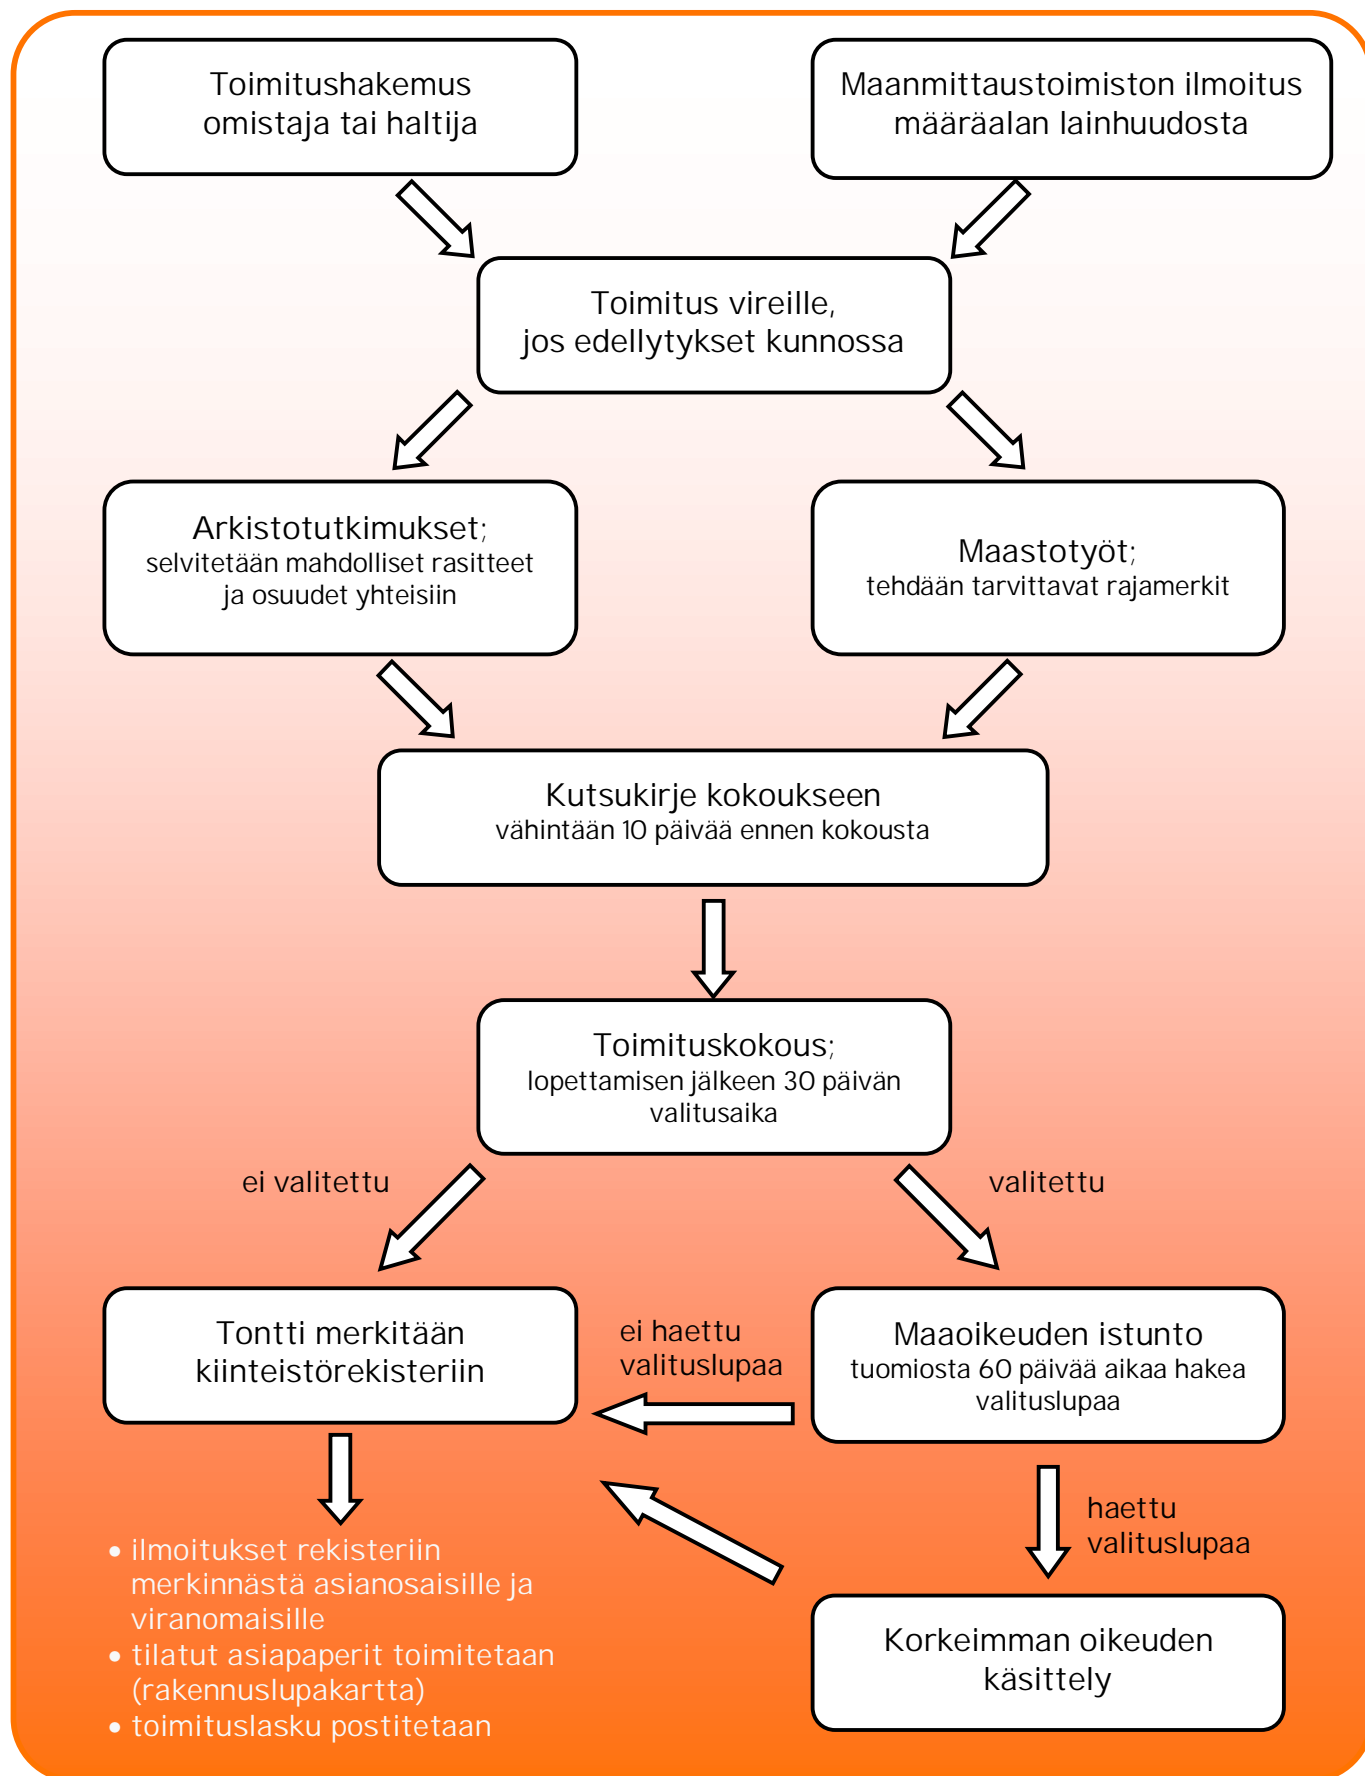 Toimitushakemus
omistaja tai haltija
Maanmittaustoimiston ilmoitus
määräalan lainhuudosta
Toimitus vireille,
jos edellytykset kunnossa
Arkistotutkimukset;
selvitetään mahdolliset rasitteet
ja osuudet yhteisiin
Maastotyöt;
tehdään tarvittavat rajamerkit
Kutsukirje kokoukseen
vähintään 10 päivää ennen kokousta
Toimituskokous;
lopettamisen jälkeen 30 päivän
valitusaika
ei valitettu
valitettu
Tontti merkitään
kiinteistörekisteriin
ei haettu
valituslupaa
Maaoikeuden istunto
tuomiosta 60 päivää aikaa hakea
valituslupaa
haettu
valituslupaa
• ilmoitukset rekisteriin
merkinnästä asianosaisille ja
viranomaisille
• tilatut asiapaperit toimitetaan
(rakennuslupakartta)
• toimituslasku postitetaan
Korkeimman oikeuden
käsittely